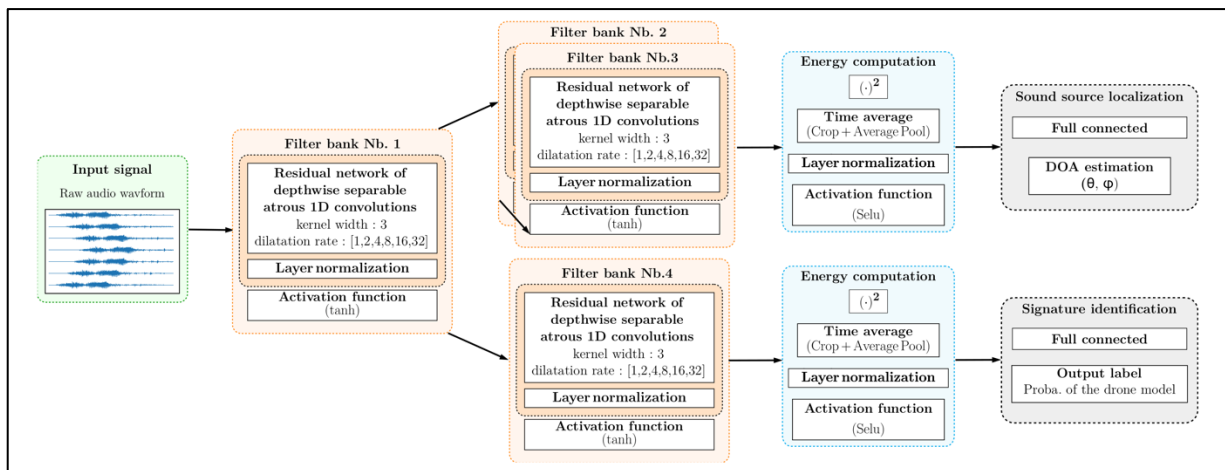 Input signal
Raw audio wavform
Filter bank Nb. 1
Residual network of
depthwise separable
atrous 1D convolutions
kernel width : 3
dilatation rate : [1,2,4,8,16,32]
Layer normalization
Activation function
(tanh)
Filter bank Nb. 2
Filter bank Nb.3
Residual network of
depthwise separable
atrous 1D convolutions
kernel width : 3
dilatation rate : [1,2,4,8,16,32]
Layer normalization
Activation function
(tanh)
Energy computation
(·)²
Time average
(Crop + Average Pool)
Layer normalization
Activation function
(Selu)
Sound source localization
Full connected
DOA estimation
(θ, φ)
Filter bank Nb.4
Residual network of
depthwise separable
atrous 1D convolutions
kernel width : 3
dilatation rate : [1,2,4,8,16,32]
Layer normalization
Activation function
(tanh)
Energy computation
(·)²
Time average
(Crop + Average Pool)
Layer normalization
Activation function
(Selu)
Signature identification
Full connected
Output label
Proba. of the drone model